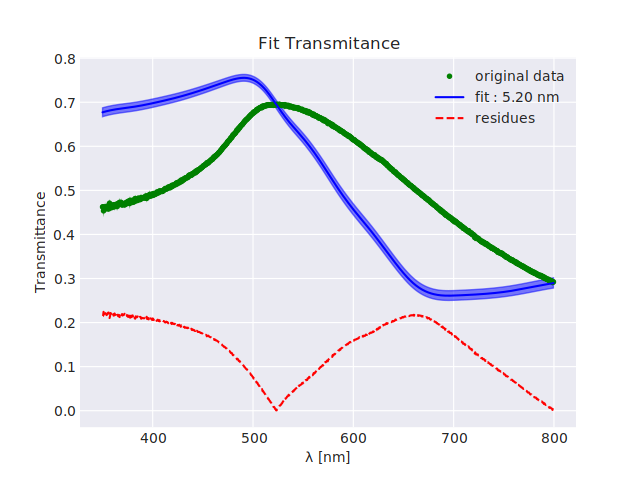 Fit Transmitance
original data
fit : 5.20 nm
residues
Transmittance
0.8
0.7
0.6
0.5
0.4
0.3
0.2
0.1
0.0
400 500 600 700 800
λ [nm]